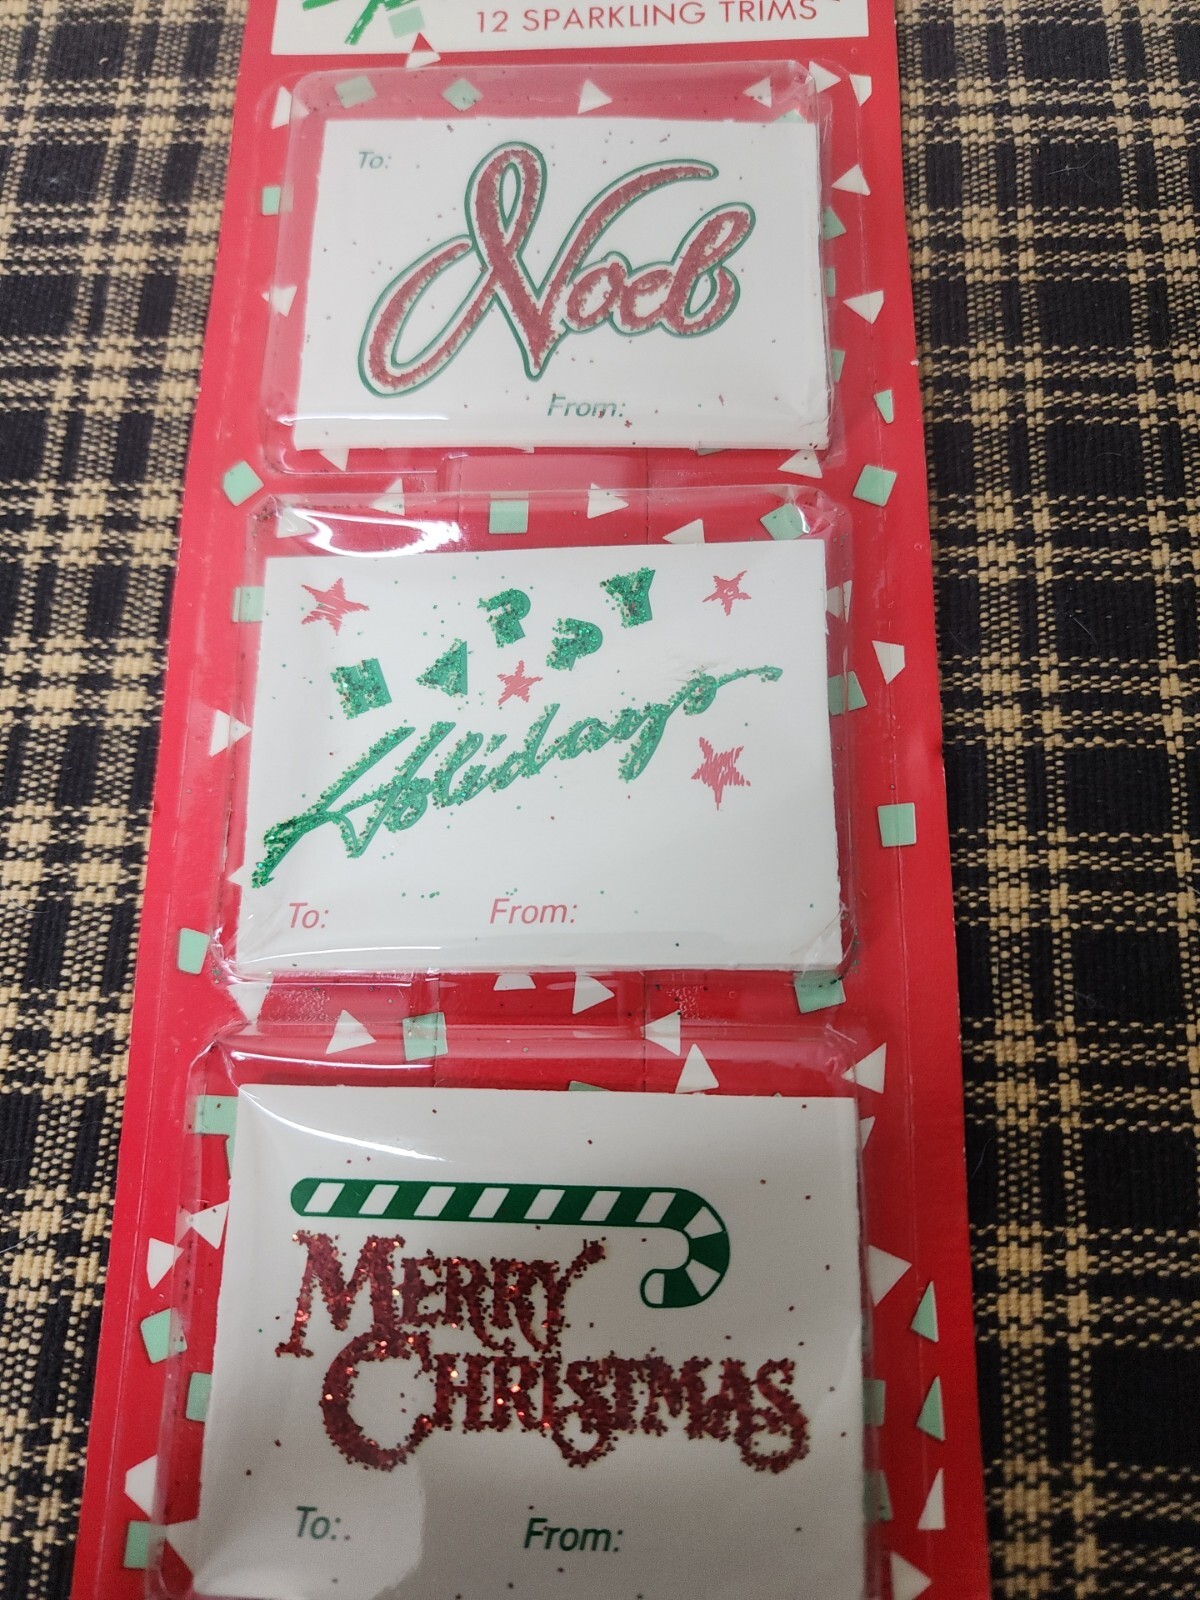 12 SPARKLING TRIMS
To:
Noel
From:
HAPPY
Holidays
To: From:
MERRY
CHRISTMAS
To: From: